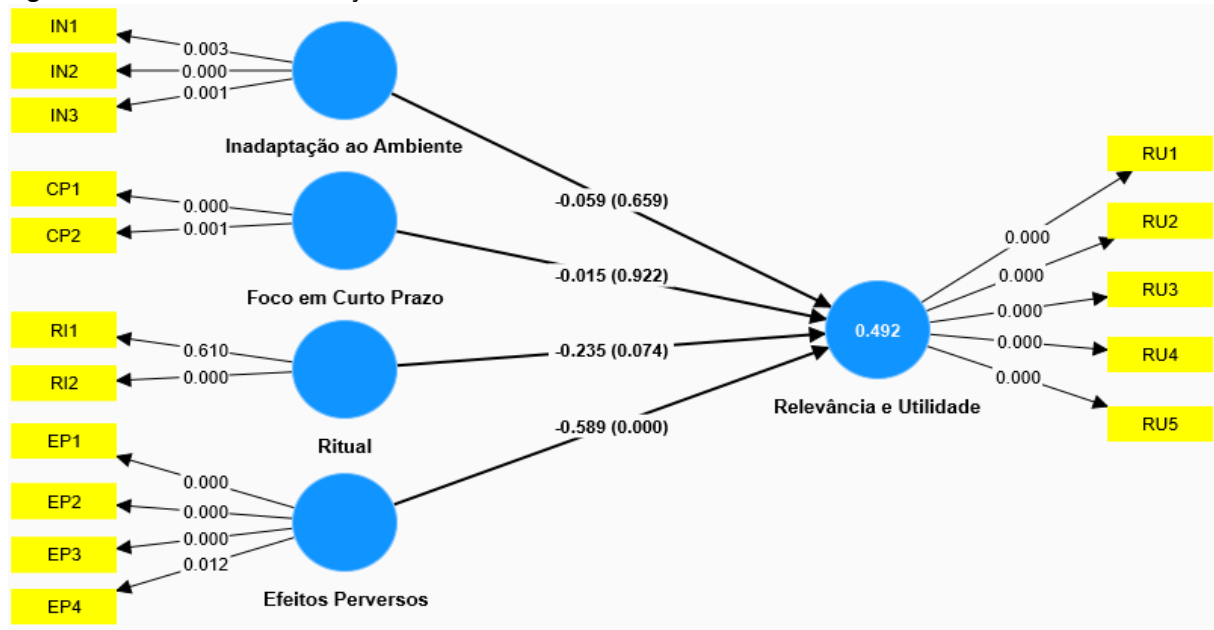 IN1
IN2
IN3
0.003
0.000
0.001
Inadaptação ao Ambiente
CP1
CP2
0.000
0.001
Foco em Curto Prazo
RI1
RI2
0.610
0.000
Ritual
EP1
EP2
EP3
EP4
0.000
0.000
0.000
0.012
Efeitos Perversos
-0.059 (0.659)
-0.015 (0.922)
-0.235 (0.074)
-0.589 (0.000)
0.492
Relevância e Utilidade
0.000
0.000
0.000
0.000
0.000
RU1
RU2
RU3
RU4
RU5